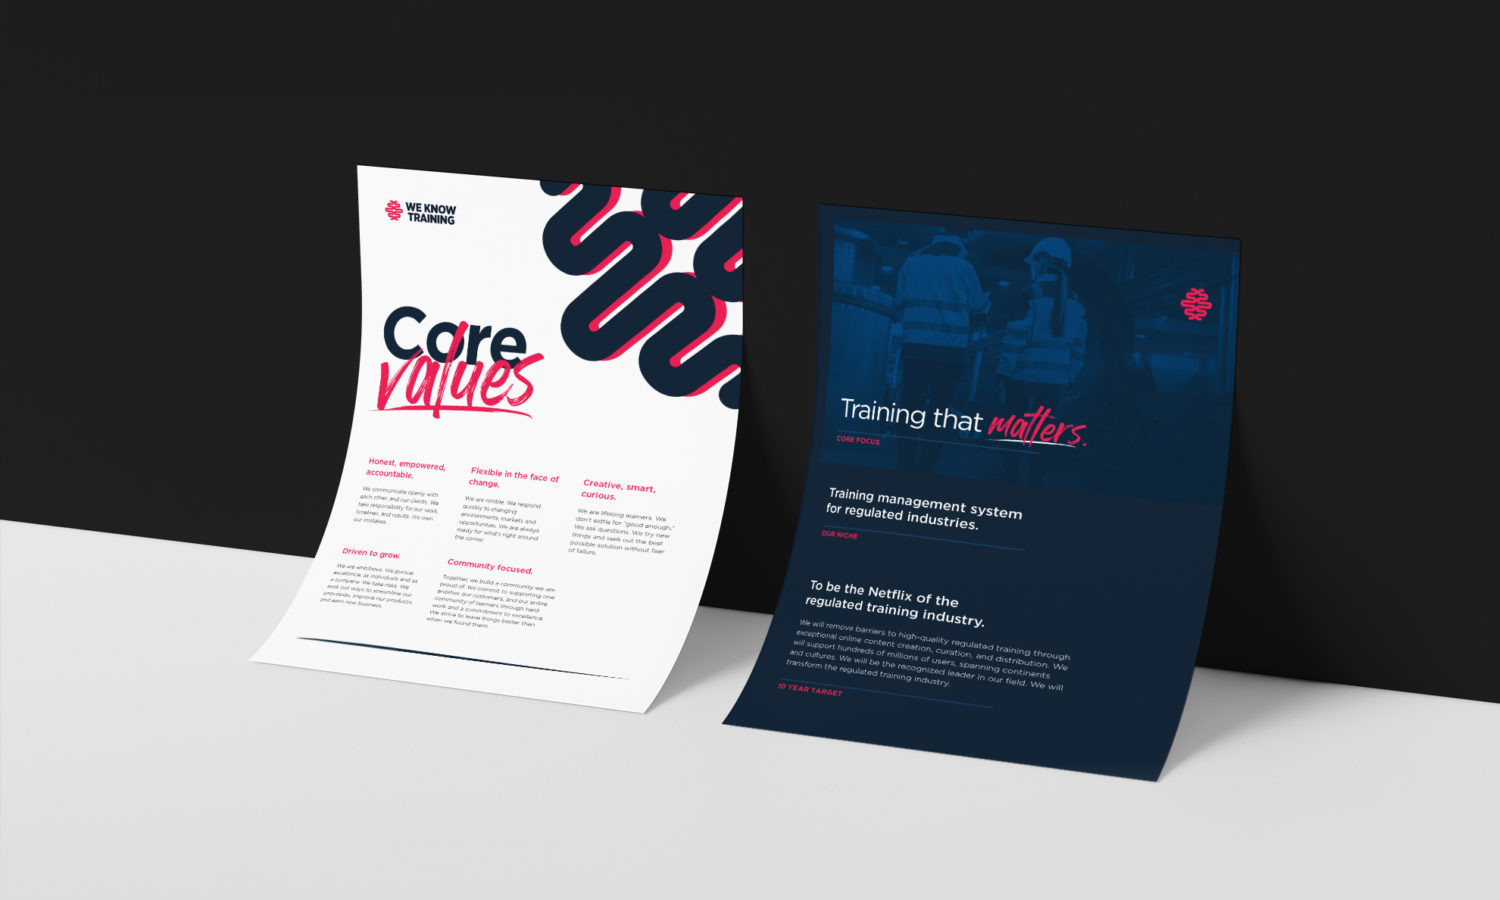 WE KNOW
TRAINING
Core
values
Honest, empowered,
accountable.
We communicate openly with
each other and our clients. We
take responsibility for our work,
timelines and results. We own
our mistakes.
Flexible in the face of
change.
We are nimble. We respond
quickly to changing
environments, markets and
opportunities. We are always
ready for what's right around
the corner.
Creative, smart,
curious.
We are lifelong learners. We
don't settle for "good enough."
We ask questions. We try new
things and seek out the best
possible solution without fear
of failure.
Driven to grow.
We are ambitious. We pursue
excellence, as individuals and as
a company. We take risks. We
seek out ways to streamline our
processes, improve our products
and earn new business.
Community focused.
Together, we build a community we are
proud of. We commit to supporting one
another, our customers, and our entire
community of learners through hard
work and a commitment to excellence.
We strive to leave things better than
when we found them.
Training that matters.
CORE FOCUS
Training management system
for regulated industries.
OUR NICHE
To be the Netflix of the
regulated training industry.
We will remove barriers to high-quality regulated training through
exceptional online content creation, curation, and distribution. We
will support hundreds of millions of users, spanning continents
and cultures. We will be the recognized leader in our field. We will
transform the regulated training industry.
10 YEAR TARGET